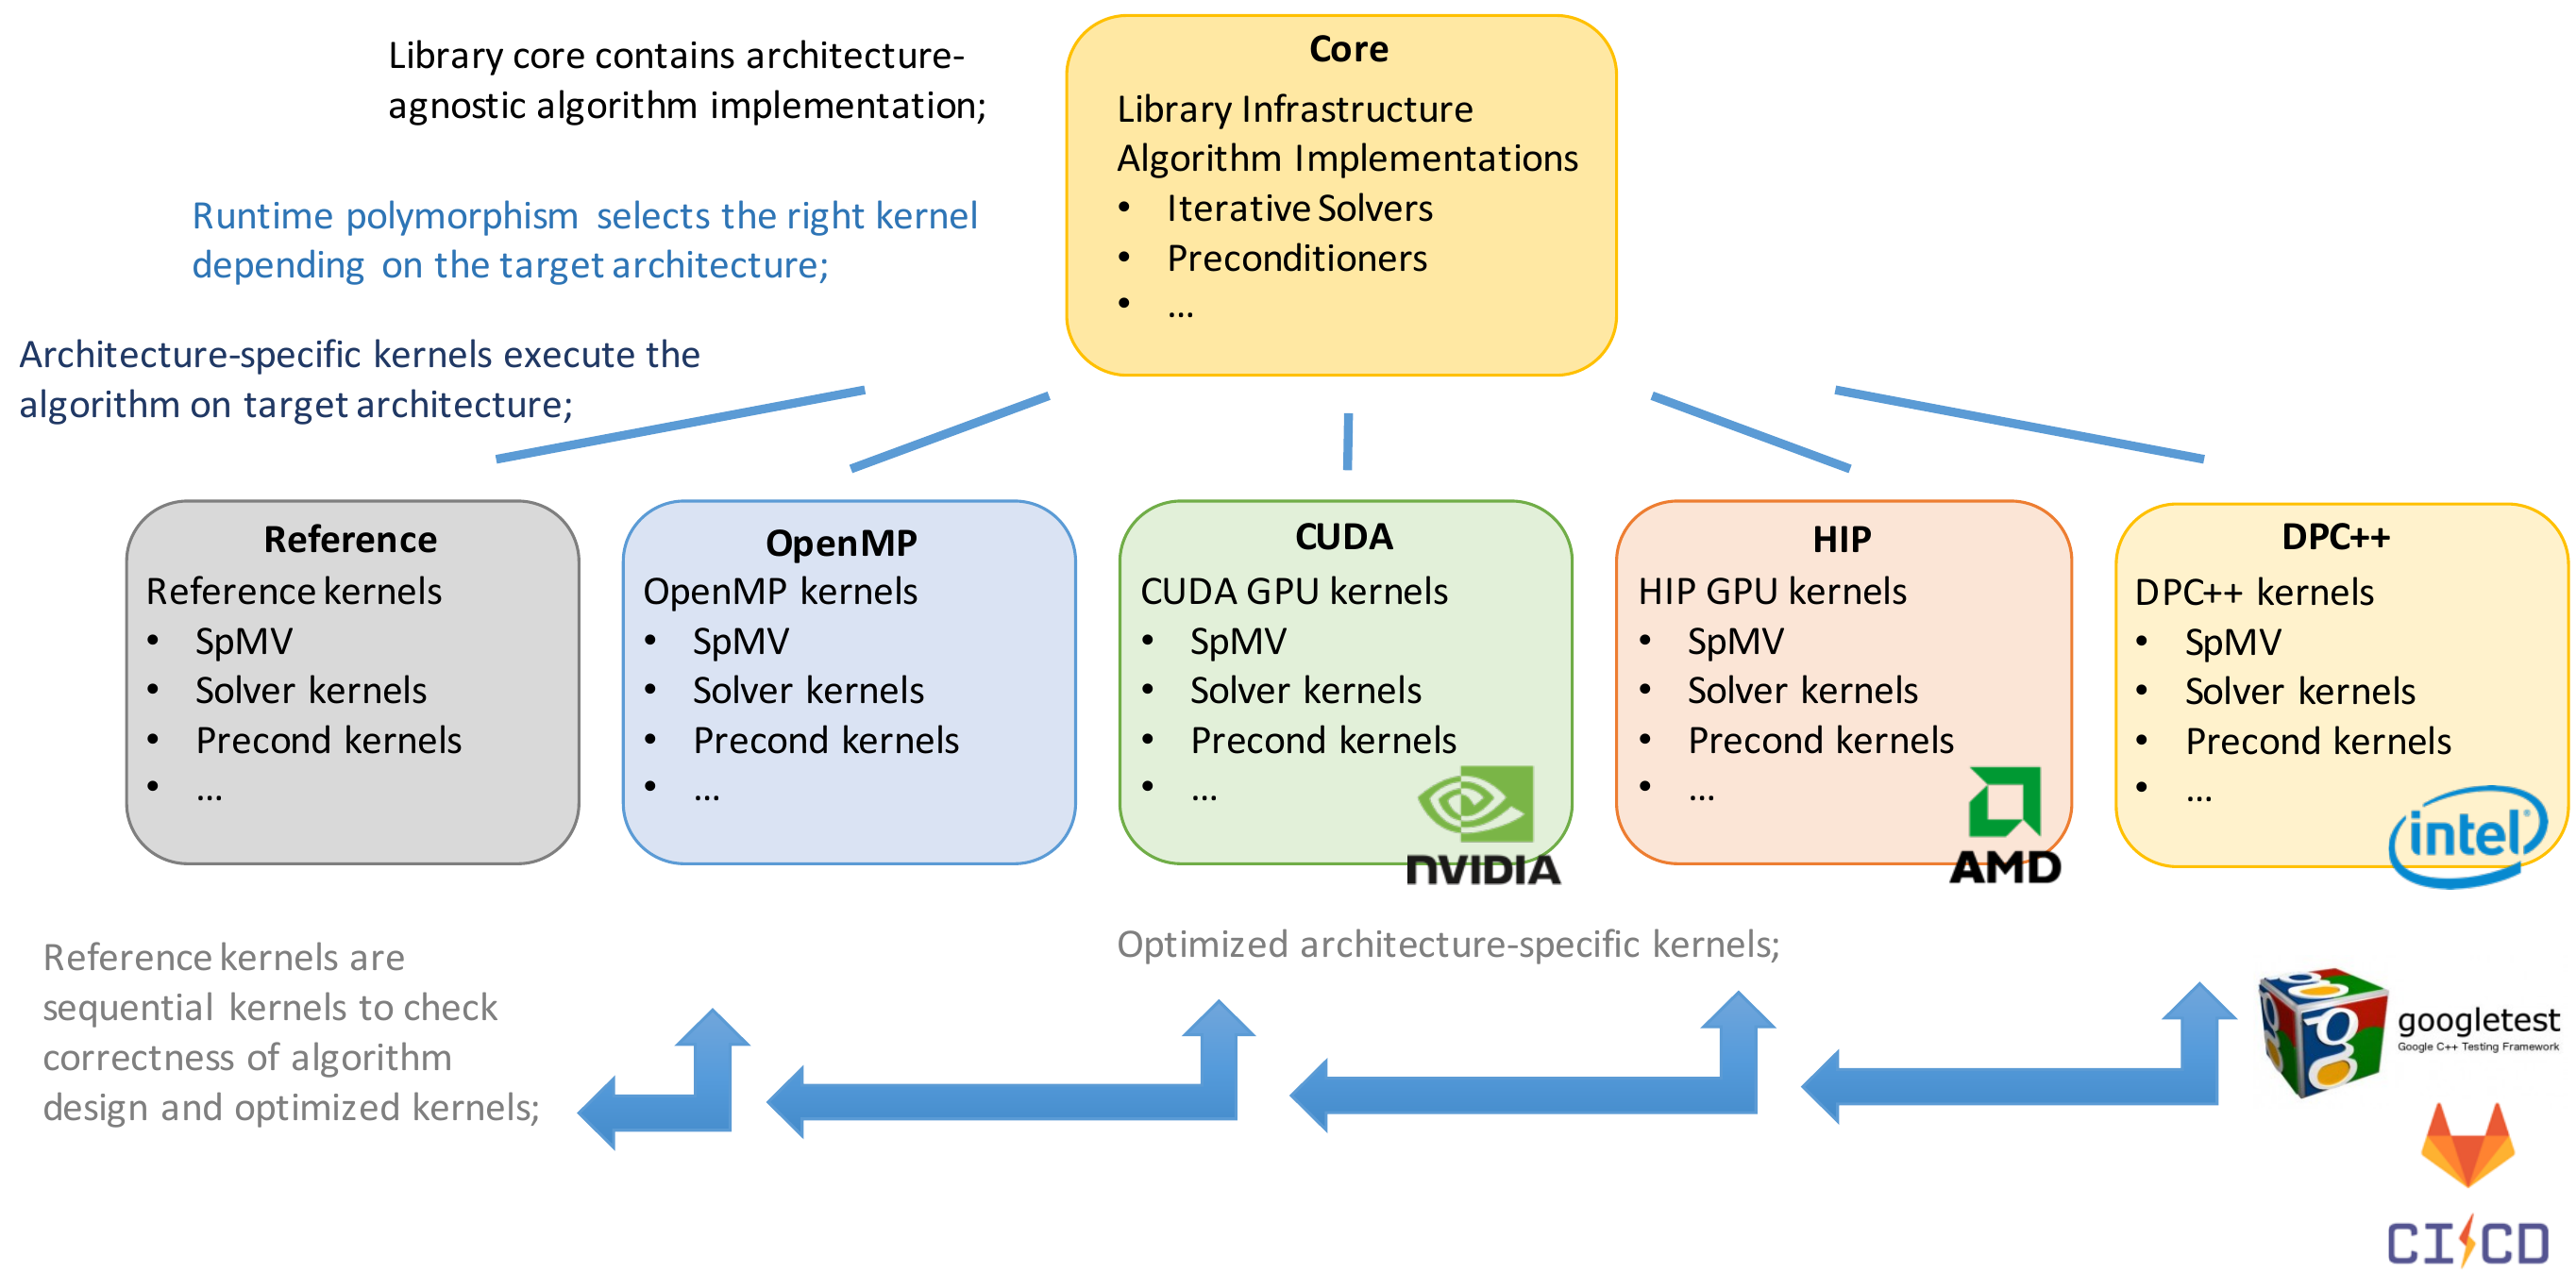 Library core contains architecture-
agnostic algorithm implementation;
Runtime polymorphism selects the right kernel
depending on the target architecture;
Architecture-specific kernels execute the
algorithm on target architecture;
Core
Library Infrastructure
Algorithm Implementations
• Iterative Solvers
• Preconditioners
• ...
Reference
Reference kernels
• SpMV
• Solver kernels
• Precond kernels
• ...
OpenMP
OpenMP kernels
• SpMV
• Solver kernels
• Precond kernels
• ...
CUDA
CUDA GPU kernels
• SpMV
• Solver kernels
• Precond kernels
• ...
NVIDIA
HIP
HIP GPU kernels
• SpMV
• Solver kernels
• Precond kernels
• ...
AMD
DPC++
DPC++ kernels
• SpMV
• Solver kernels
• Precond kernels
• ...
intel
Reference kernels are
sequential kernels to check
correctness of algorithm
design and optimized kernels;
Optimized architecture-specific kernels;
googletest
Google C++ Testing Framework
CI CD